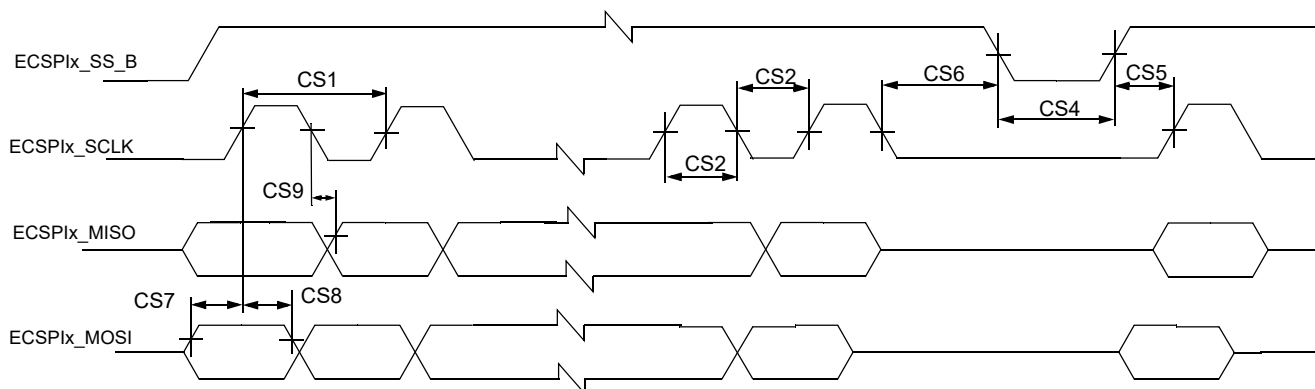 ECSPIx_SS_B
CS1
CS2
CS6
CS5
CS4
ECSPIx_SCLK
CS2
CS9
ECSPIx_MISO
CS7
CS8
ECSPIx_MOSI